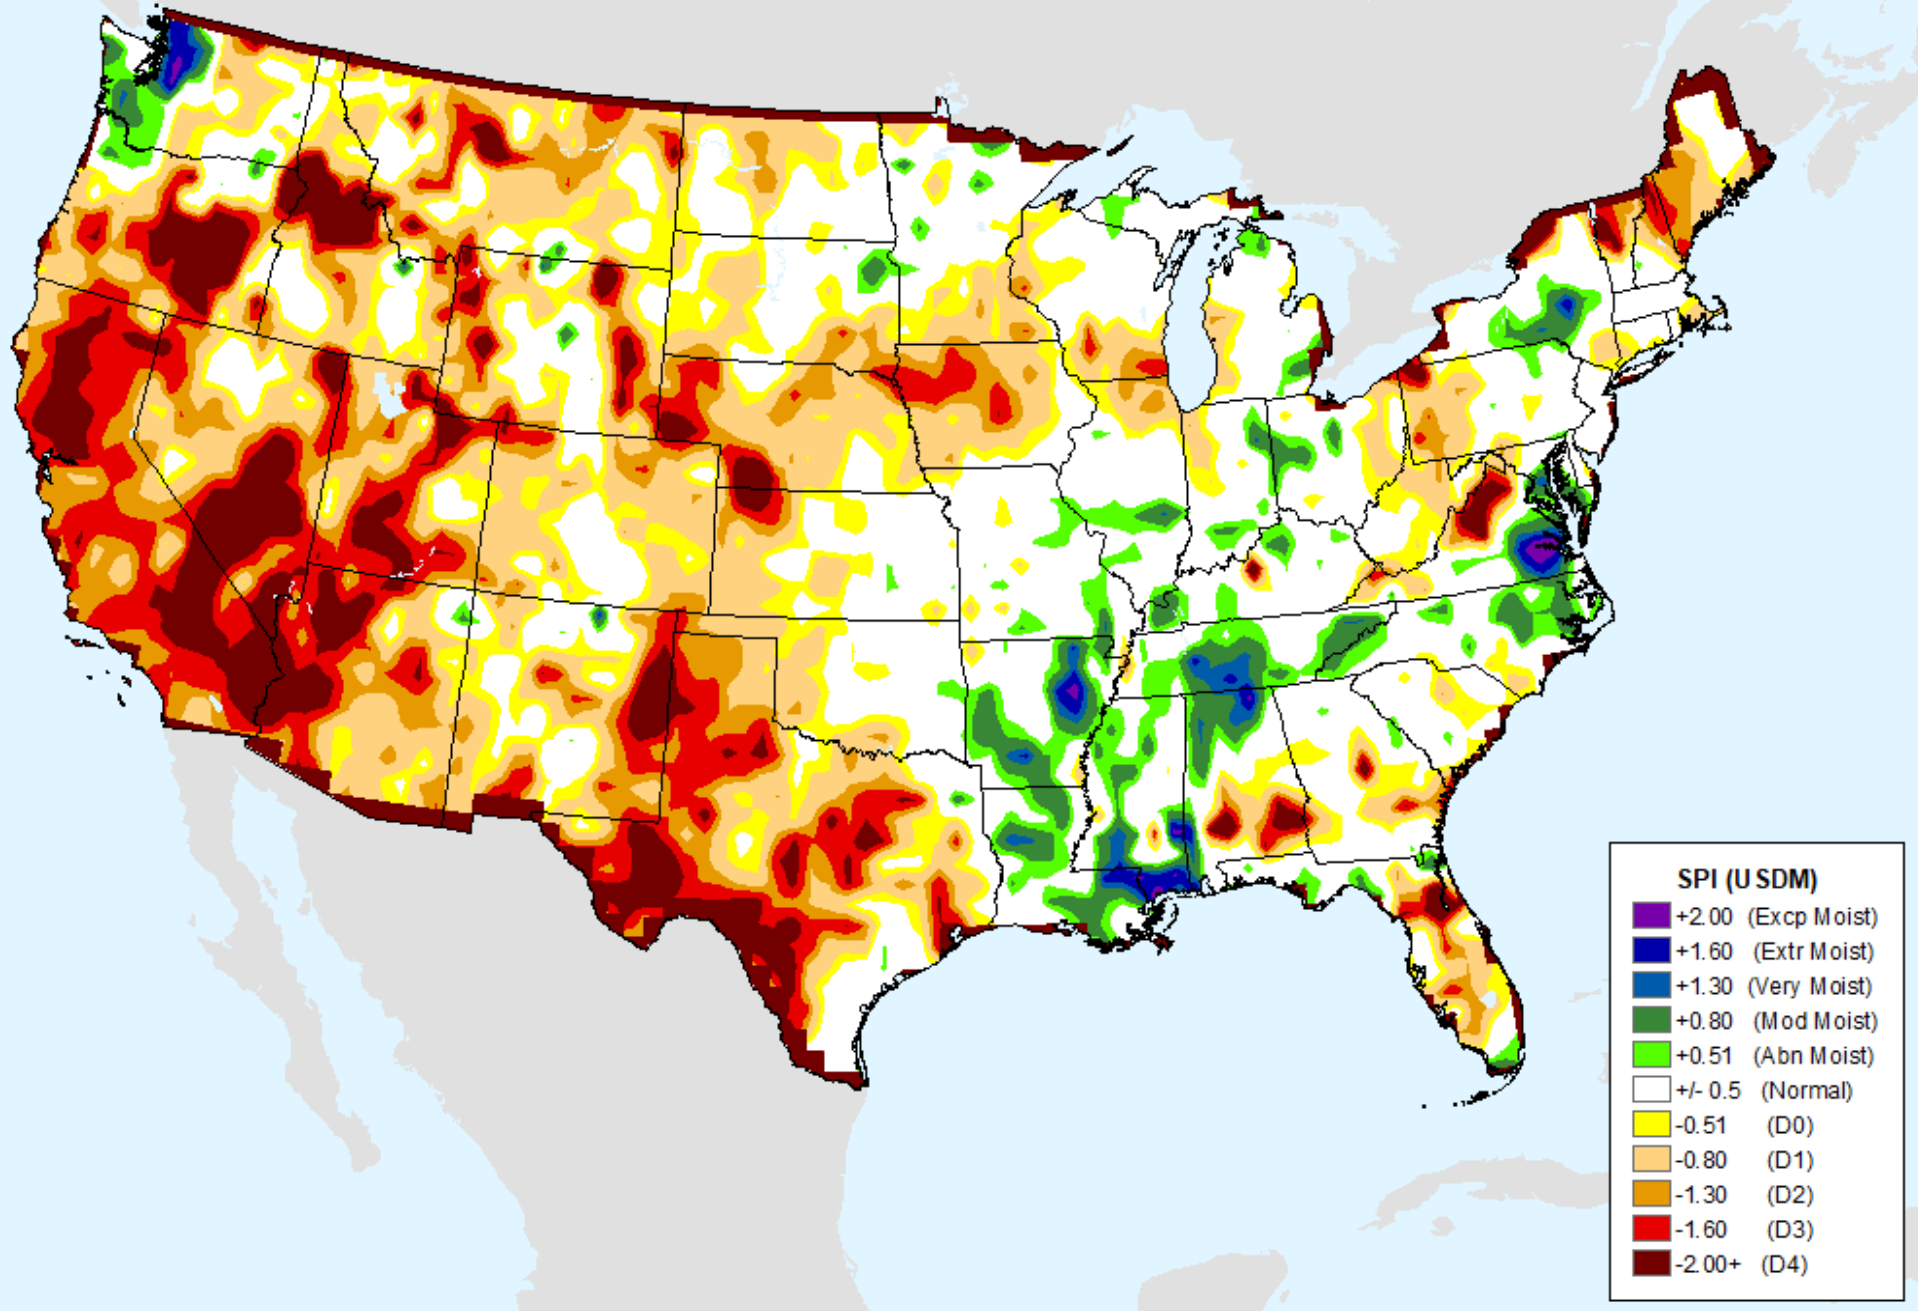 SPI (USDM)
+2.00 (Excp Moist)
+1.60 (Extr Moist)
+1.30 (Very Moist)
+0.80 (Mod Moist)
+0.51 (Abn Moist)
+/- 0.5 (Normal)
-0.51 (D0)
-0.80 (D1)
-1.30 (D2)
-1.60 (D3)
-2.00+ (D4)